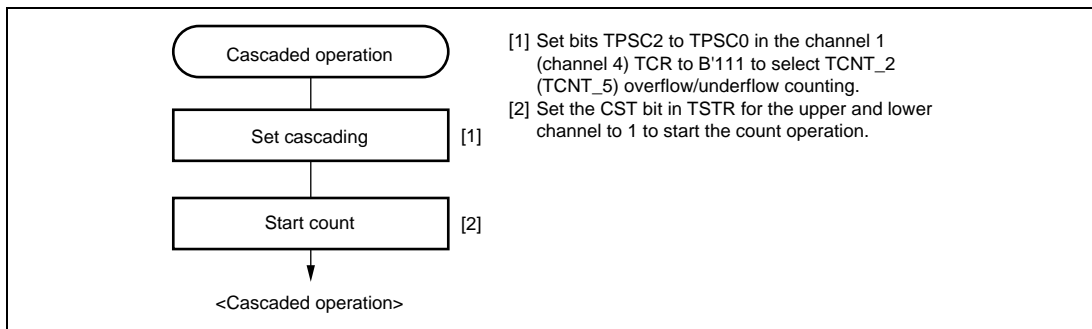 Cascaded operation
Set cascading
[1]
Start count
[2]
<Cascaded operation>
[1] Set bits TPSC2 to TPSC0 in the channel 1
(channel 4) TCR to B'111 to select TCNT_2
(TCNT_5) overflow/underflow counting.
[2] Set the CST bit in TSTR for the upper and lower
channel to 1 to start the count operation.